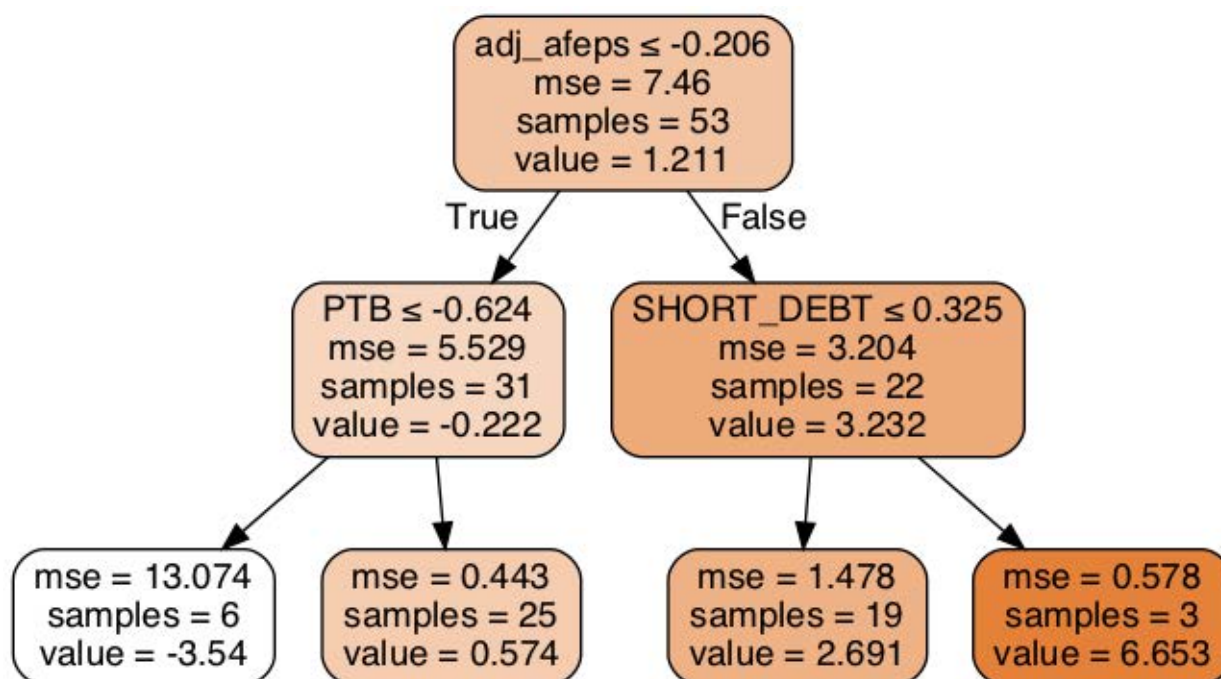 adj_afeps ≤ -0.206
mse = 7.46
samples = 53
value = 1.211
True
False
PTB ≤ -0.624
mse = 5.529
samples = 31
value = -0.222
SHORT_DEBT ≤ 0.325
mse = 3.204
samples = 22
value = 3.232
mse = 13.074
samples = 6
value = -3.54
mse = 0.443
samples = 25
value = 0.574
mse = 1.478
samples = 19
value = 2.691
mse = 0.578
samples = 3
value = 6.653